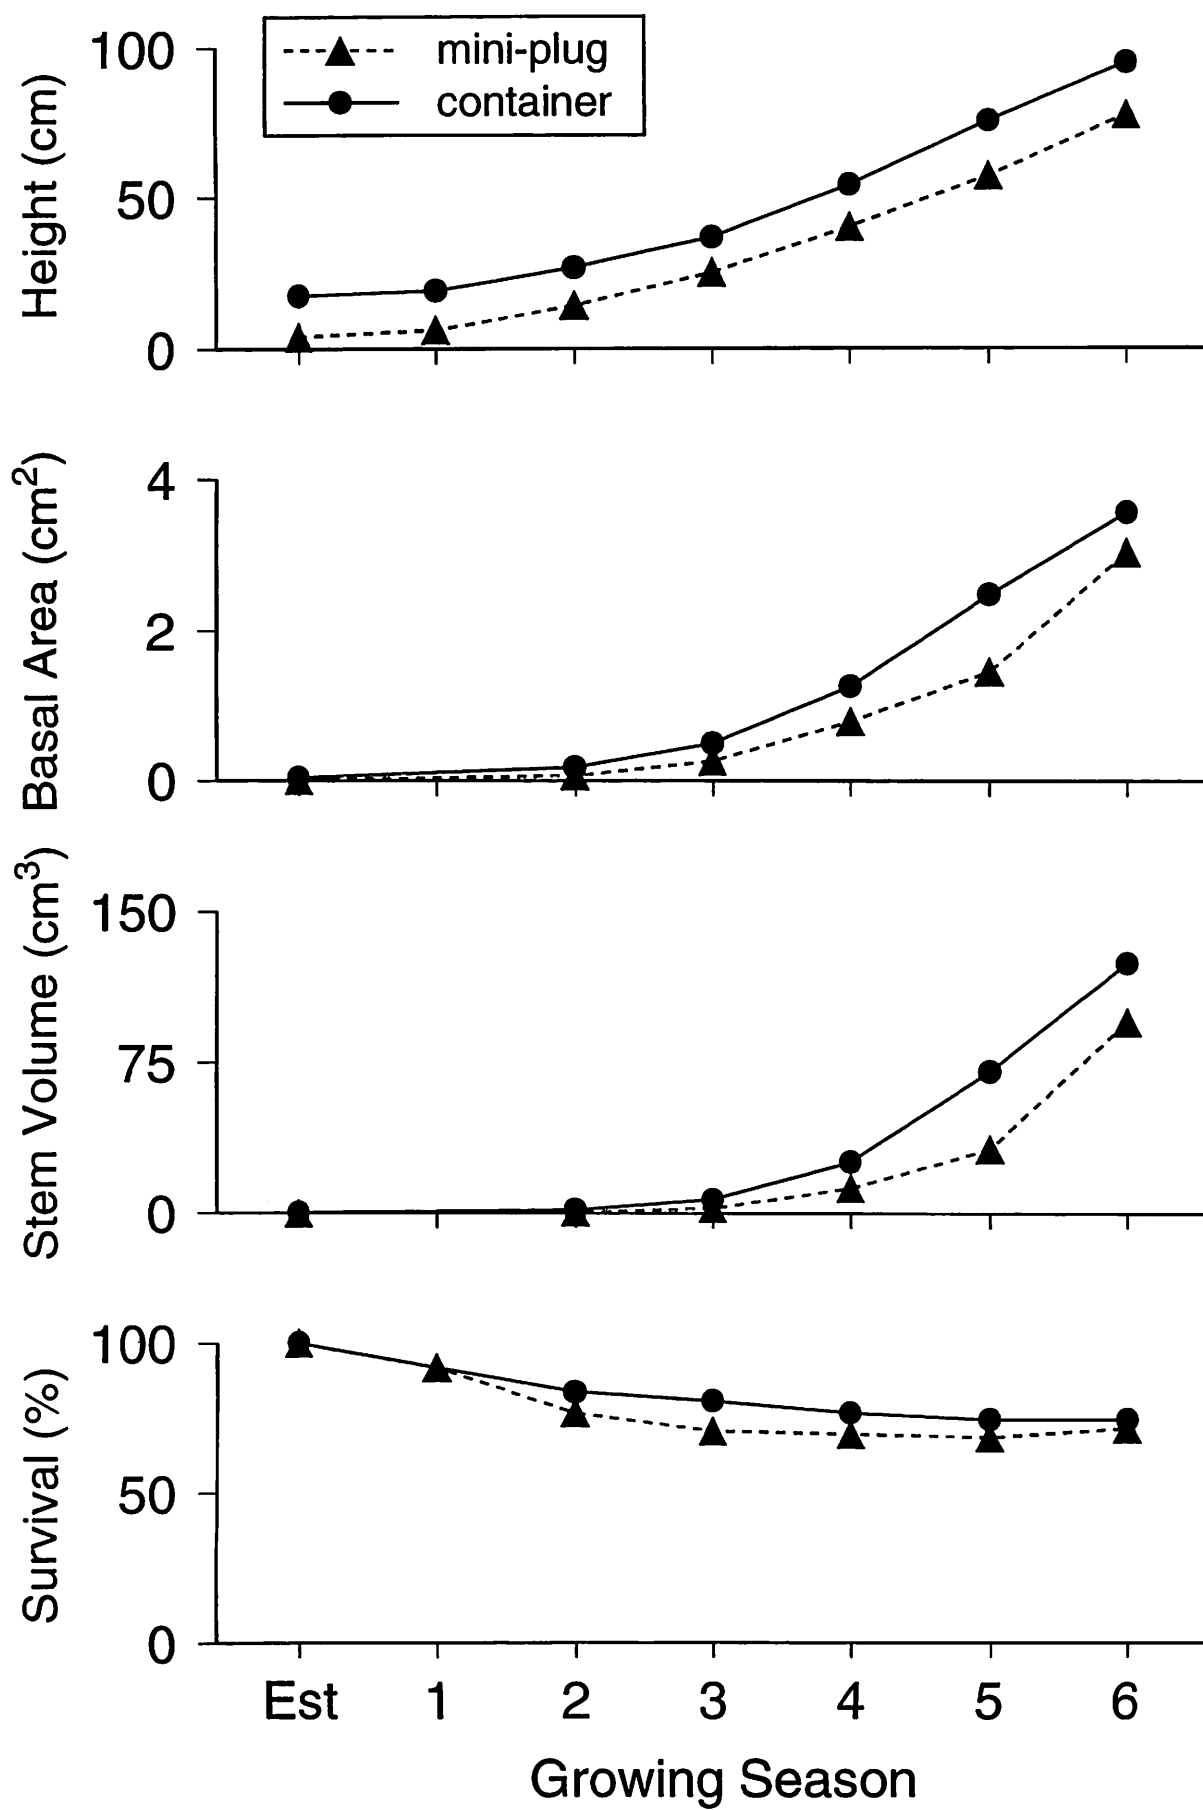 mini-plug
container
Height (cm)
100
50
0
Basal Area (cm²)
4
2
0
Stem Volume (cm³)
150
75
0
Survival (%)
100
50
0
Est 1 2 3 4 5 6
Growing Season